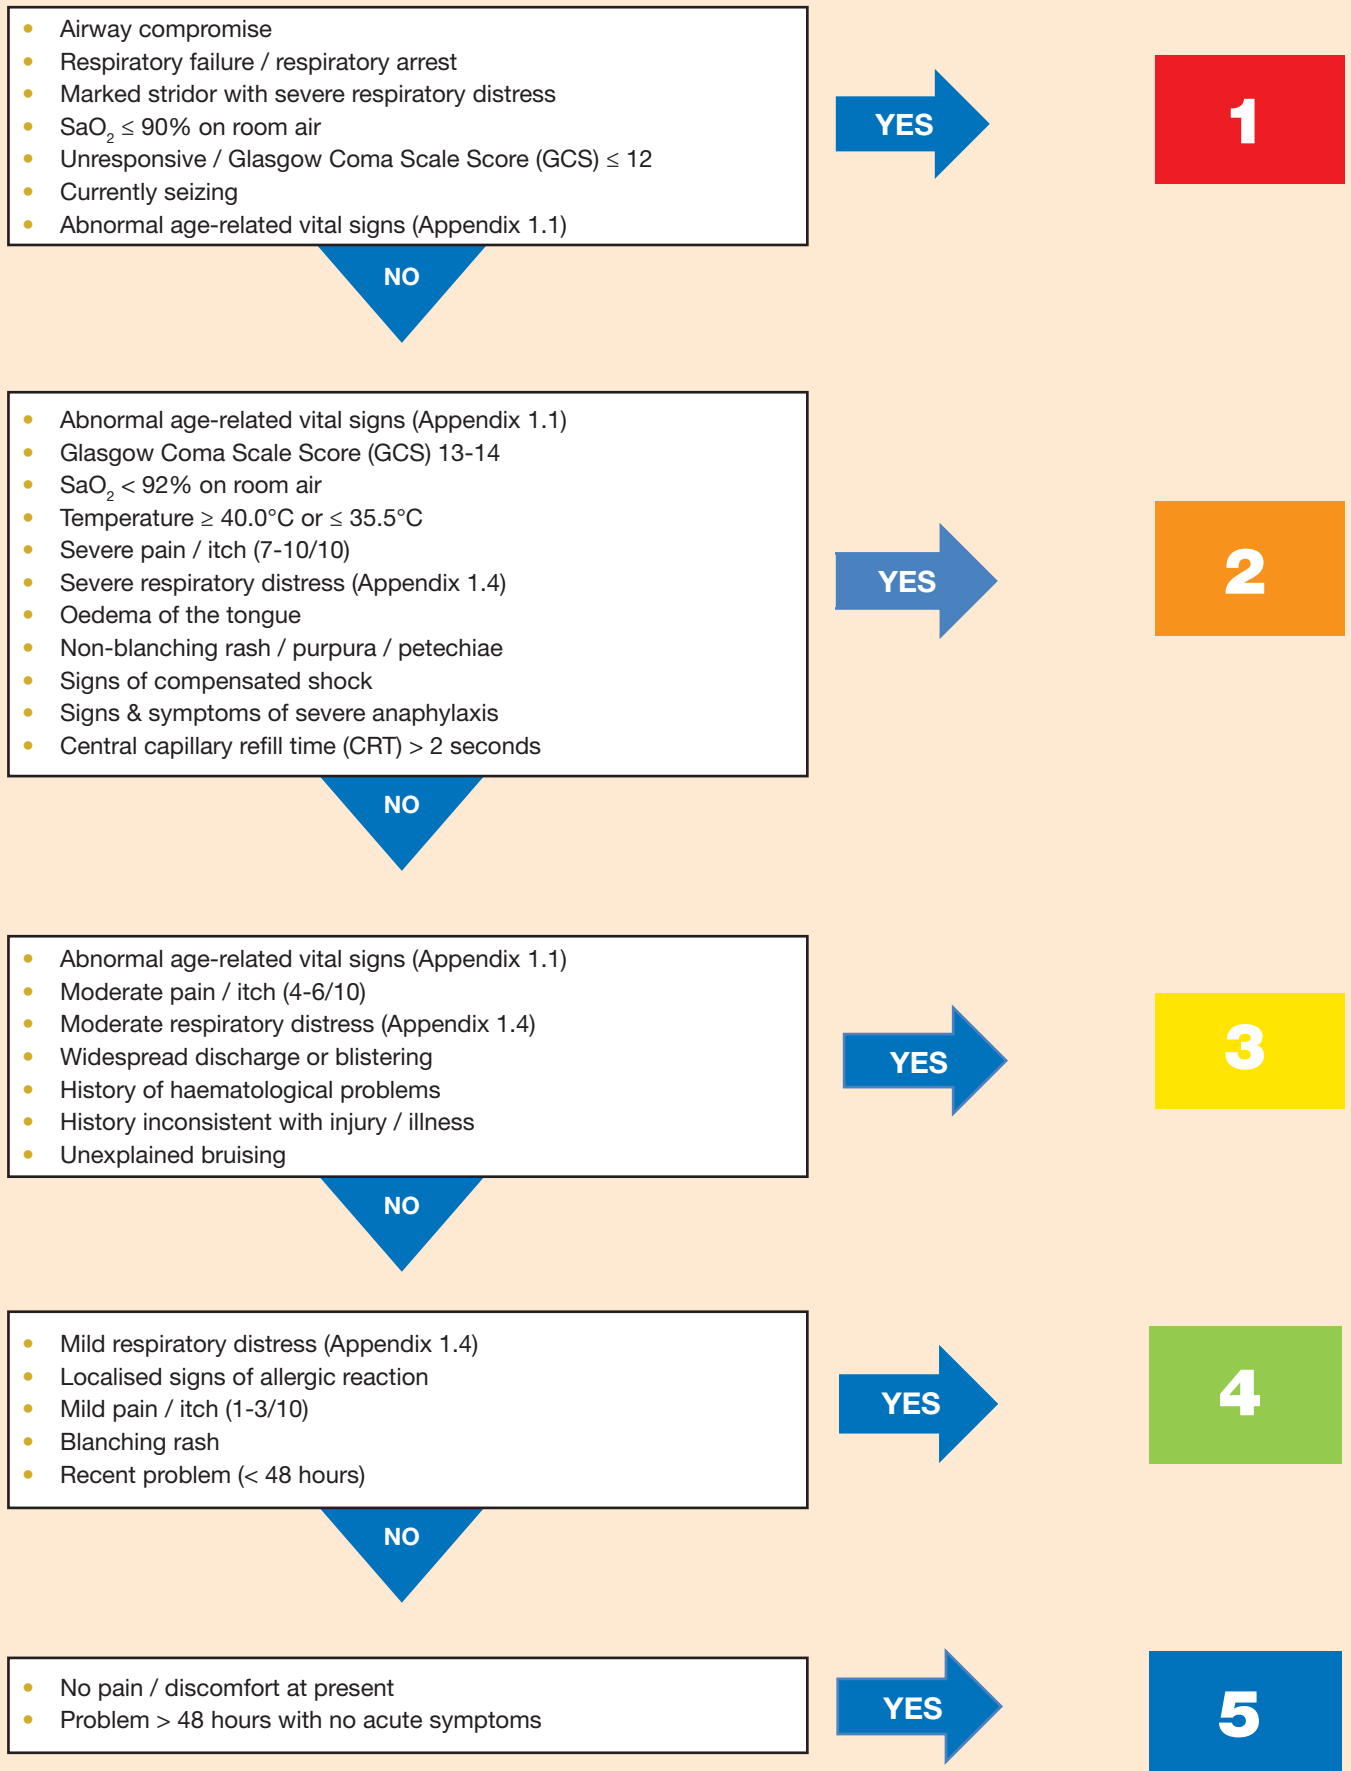 • Airway compromise
• Respiratory failure / respiratory arrest
• Marked stridor with severe respiratory distress
• SaO₂ ≤ 90% on room air
• Unresponsive / Glasgow Coma Scale Score (GCS) ≤ 12
• Currently seizing
• Abnormal age-related vital signs (Appendix 1.1)
YES
1
NO
• Abnormal age-related vital signs (Appendix 1.1)
• Glasgow Coma Scale Score (GCS) 13-14
• SaO₂ < 92% on room air
• Temperature ≥ 40.0°C or ≤ 35.5°C
• Severe pain / itch (7-10/10)
• Severe respiratory distress (Appendix 1.4)
• Oedema of the tongue
• Non-blanching rash / purpura / petechiae
• Signs of compensated shock
• Signs & symptoms of severe anaphylaxis
• Central capillary refill time (CRT) > 2 seconds
YES
2
NO
• Abnormal age-related vital signs (Appendix 1.1)
• Moderate pain / itch (4-6/10)
• Moderate respiratory distress (Appendix 1.4)
• Widespread discharge or blistering
• History of haematological problems
• History inconsistent with injury / illness
• Unexplained bruising
YES
3
NO
• Mild respiratory distress (Appendix 1.4)
• Localised signs of allergic reaction
• Mild pain / itch (1-3/10)
• Blanching rash
• Recent problem (< 48 hours)
YES
4
NO
• No pain / discomfort at present
• Problem > 48 hours with no acute symptoms
YES
5